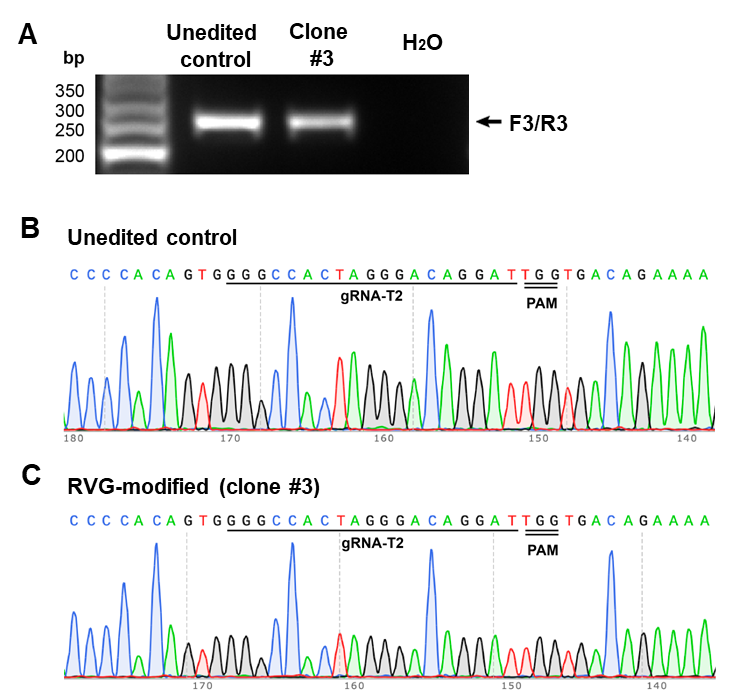 A
Unedited control
Clone #3
H2O
bp
350
300
250
200
F3/R3
B
Unedited control
C C C C A C A G T G G G G C C A C T A G G G A C A G G A T T G G T G A C A G A A A A
gRNA-T2
PAM
180 170 160 150 140
C
RVG-modified (clone #3)
C C C C A C A G T G G G G C C A C T A G G G A C A G G A T T G G T G A C A G A A A A
gRNA-T2
PAM
170 160 150 140